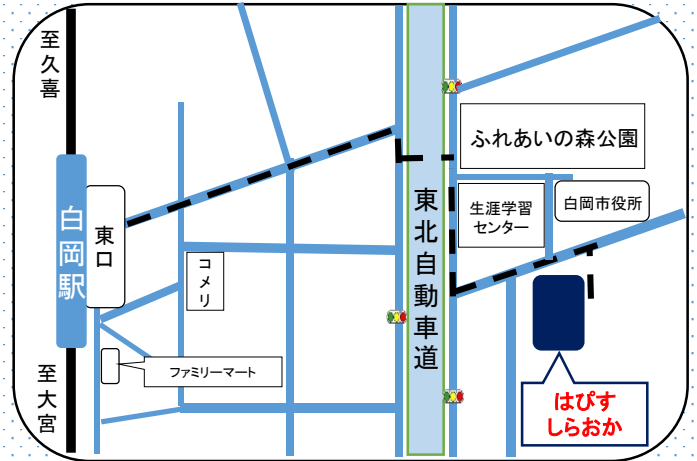 至久喜
白岡駅
東口
至大宮
コメリ
ファミリーマート
東北自動車道
ふれあいの森公園
生涯学習
センター
白岡市役所
はぴす
しらおか